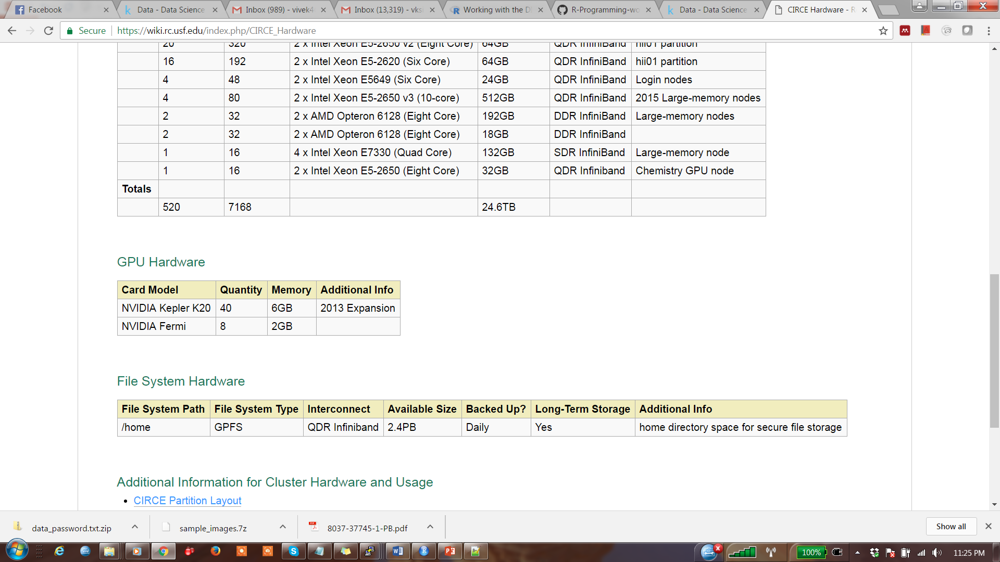 Facebook
Data - Data Science
Inbox (989) - vivek4
Inbox (13,319) - vksi
Working with the D
R-Programming-wo
Data - Data Science
CIRCE Hardware - R
Secure https://wiki.rc.usf.edu/index.php/CIRCE_Hardware
20 320 2 x Intel Xeon E5-2650 v2 (Eight Core) 64GB QDR InfiniBand hii01 partition
16 192 2 x Intel Xeon E5-2620 (Six Core) 64GB QDR InfiniBand hii01 partition
4 48 2 x Intel Xeon E5649 (Six Core) 24GB QDR InfiniBand Login nodes
4 80 2 x Intel Xeon E5-2650 v3 (10-core) 512GB QDR InfiniBand 2015 Large-memory nodes
2 32 2 x AMD Opteron 6128 (Eight Core) 192GB DDR InfiniBand Large-memory nodes
2 32 2 x AMD Opteron 6128 (Eight Core) 18GB DDR InfiniBand
1 16 4 x Intel Xeon E7330 (Quad Core) 132GB SDR InfiniBand Large-memory node
1 16 2 x Intel Xeon E5-2650 (Eight Core) 32GB QDR Infiniband Chemistry GPU node
Totals
520 7168 24.6TB
GPU Hardware
Card Model Quantity Memory Additional Info
NVIDIA Kepler K20 40 6GB 2013 Expansion
NVIDIA Fermi 8 2GB
File System Hardware
File System Path File System Type Interconnect Available Size Backed Up? Long-Term Storage Additional Info
/home GPFS QDR Infiniband 2.4PB Daily Yes home directory space for secure file storage
Additional Information for Cluster Hardware and Usage
CIRCE Partition Layout
data_password.txt.zip
sample_images.7z
8037-37745-1-PB.pdf
Show all
100%
11:25 PM